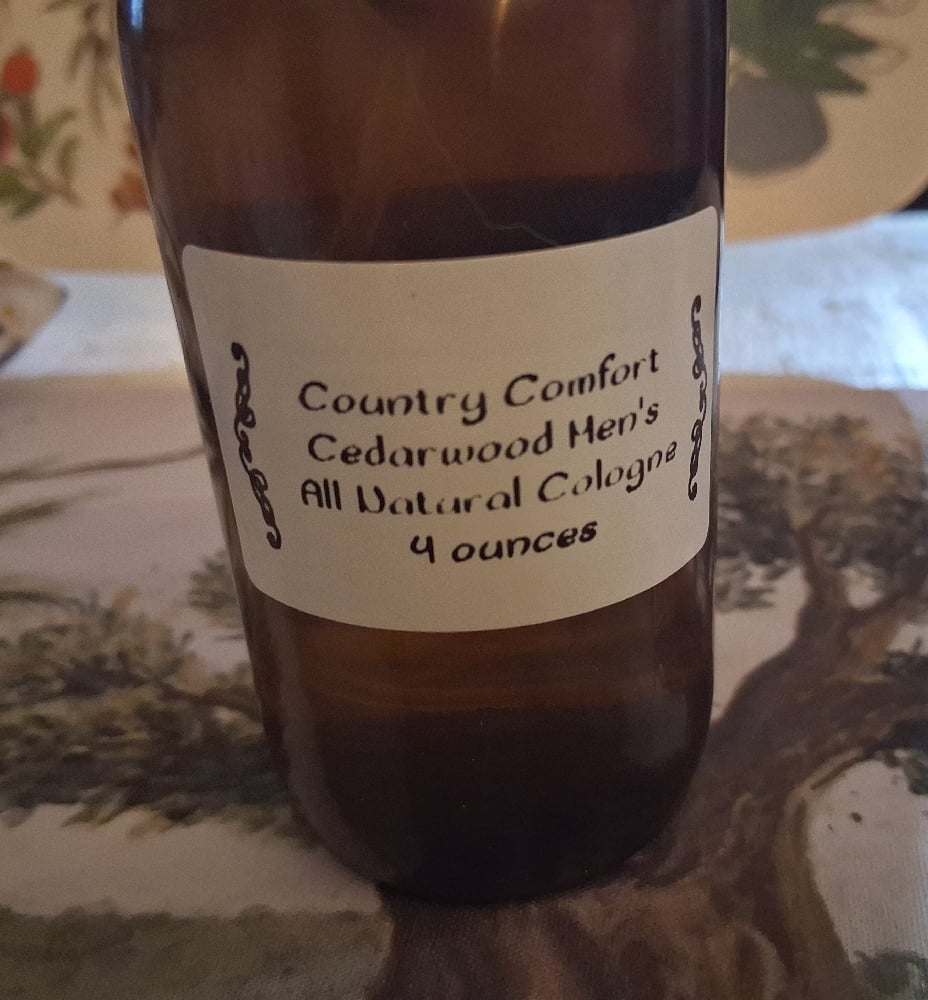 Country Comfort
Cedarwood Men's
All Natural Cologne
4 ounces